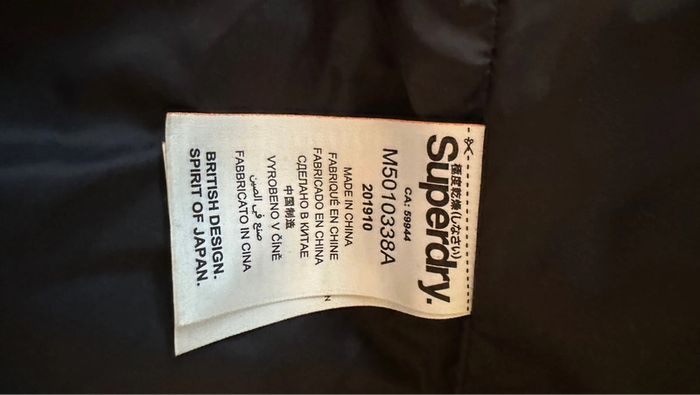 極度乾燥(しなさい)
Superdry.
CA: 59944
M5010338A
201910
MADE IN CHINA
FABRIQUÉ EN CHINE
FABRICADO EN CHINA
СДЕЛАНО В КИТАЕ
中国制造
VYROBENO V ČÍNĚ
صنع في الصين
FABBRICATO IN CINA
BRITISH DESIGN.
SPIRIT OF JAPAN.